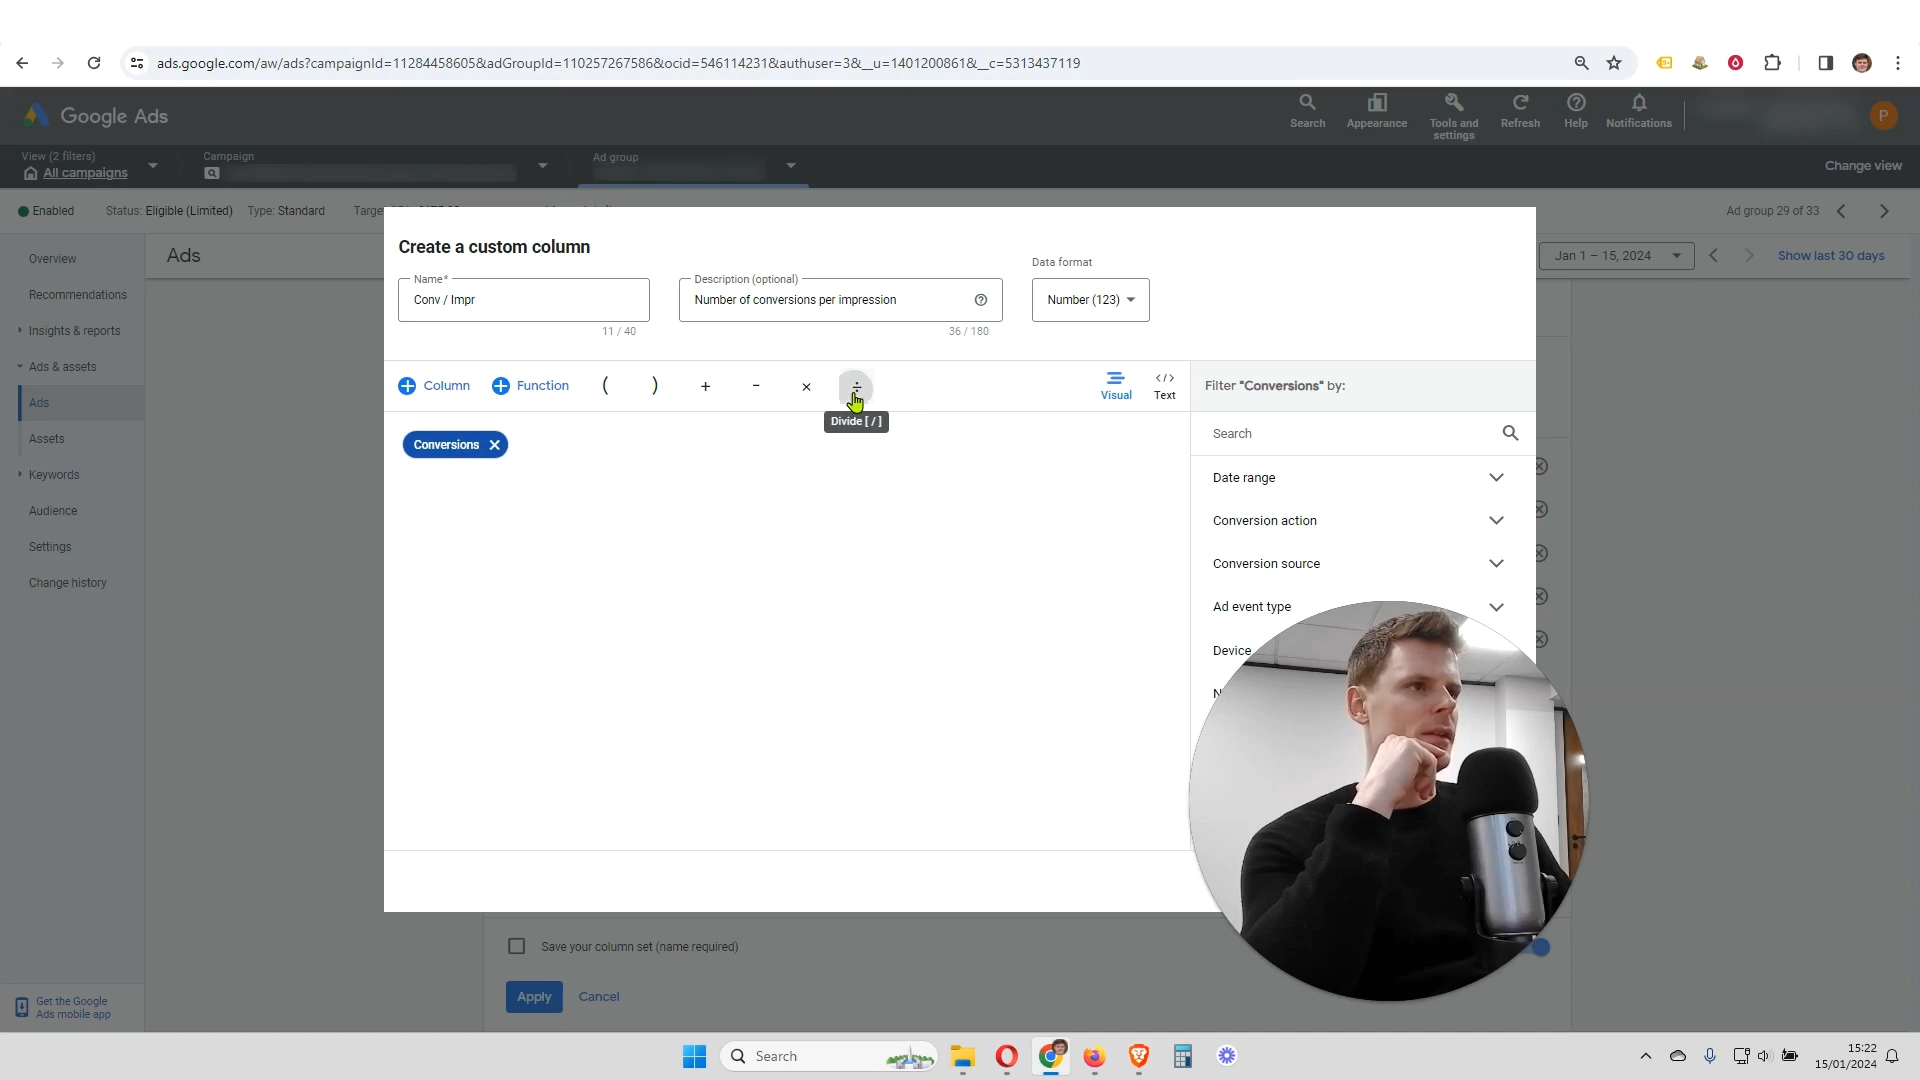 ads.google.com/aw/ads?campaignId=11284458605&adGroupId=110257267586&ocid=546114231&authuser=3&__u=1401200861&__c=5313437119
Google Ads
Search
Appearance
Tools and
settings
Refresh
Help
Notifications
P
View (2 filters)
All campaigns
Campaign
Ad group
Change view
Enabled
Status: Eligible (Limited)
Type: Standard
Ad group 29 of 33
Ads
Jan 1 – 15, 2024
Show last 30 days
Overview
Recommendations
Insights & reports
Ads & assets
Ads
Assets
Keywords
Audience
Settings
Change history
Get the Google
Ads mobile app
Create a custom column
Name*
Conv / Impr
11 / 40
Description (optional)
Number of conversions per impression
36 / 180
Data format
Number (123)
Column
Function
(
)
+
-
×
÷
Divide [ / ]
Visual
</>
Text
Conversions
Filter "Conversions" by:
Search
Date range
Conversion action
Conversion source
Ad event type
Device
Save your column set (name required)
Apply
Cancel
Search
15:22
15/01/2024